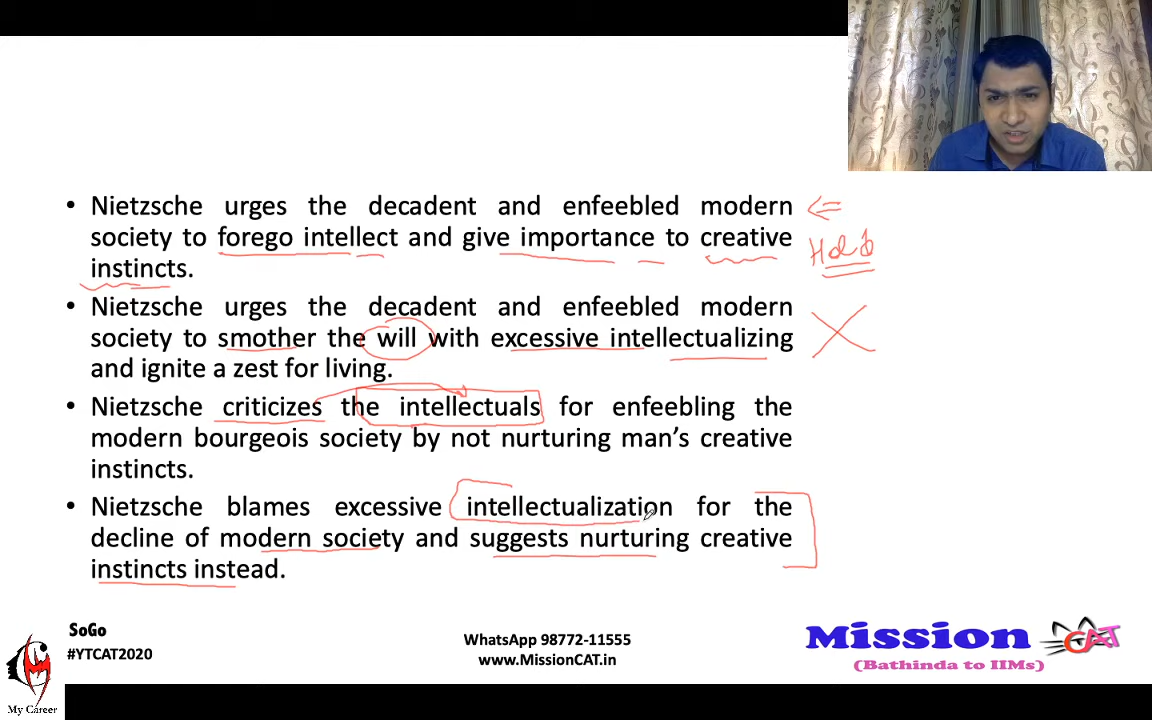 • Nietzsche urges the decadent and enfeebled modern
society to forego intellect and give importance to creative
instincts.
Hold
• Nietzsche urges the decadent and enfeebled modern
society to smother the will with excessive intellectualizing
and ignite a zest for living.
• Nietzsche criticizes the intellectuals for enfeebling the
modern bourgeois society by not nurturing man’s creative
instincts.
• Nietzsche blames excessive intellectualization for the
decline of modern society and suggests nurturing creative
instincts instead.
SoGo
#YTCAT2020
My Career
WhatsApp 98772-11555
www.MissionCAT.in
Mission CAT
(Bathinda to IIMs)